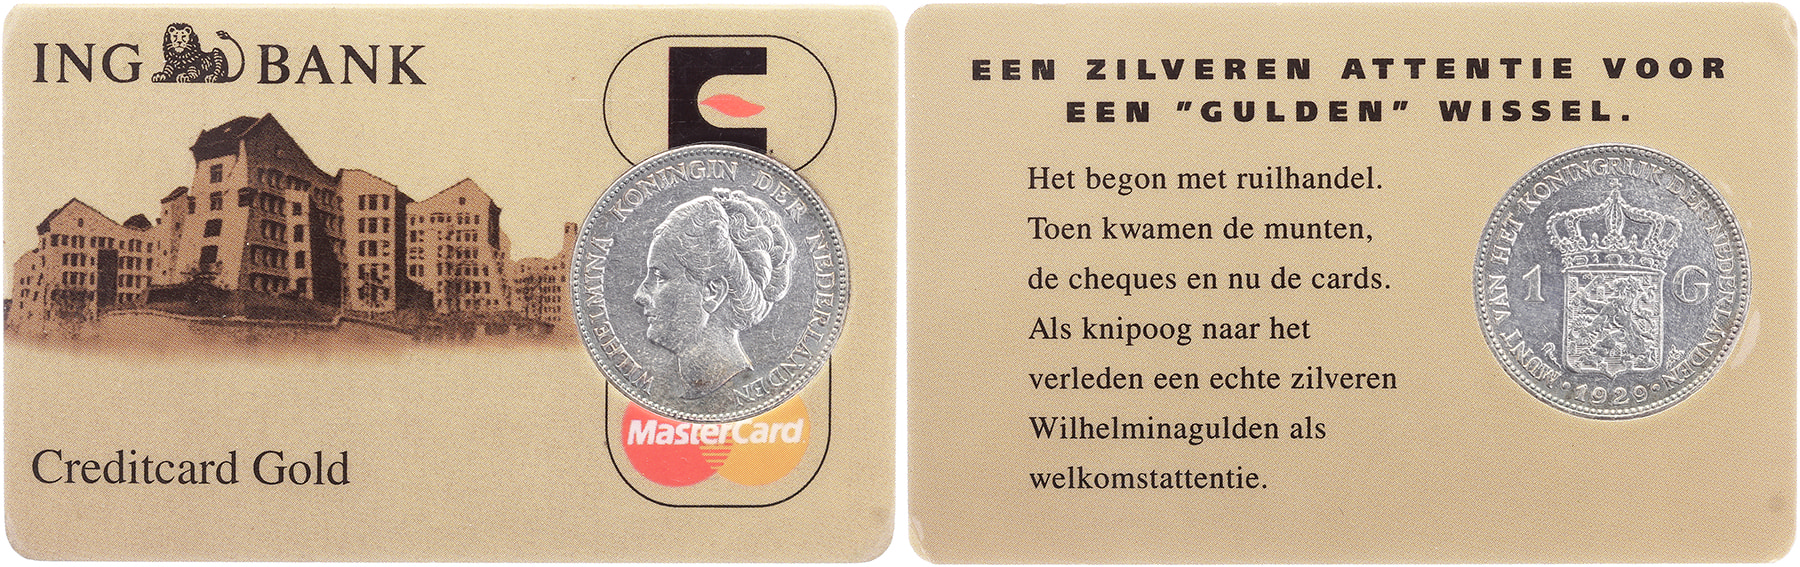 ING BANK
WILHELMINA KONINGIN DER NEDERLANDEN
MasterCard
Creditcard Gold
EEN ZILVEREN ATTENTIE VOOR
EEN "GULDEN" WISSEL.
Het begon met ruilhandel.
Toen kwamen de munten,
de cheques en nu de cards.
Als knipoog naar het
verleden een echte zilveren
Wilhelminagulden als
welkomstattentie.
MUNT VAN HET KONINGRIJK DER NEDERLANDEN
1 G
1929